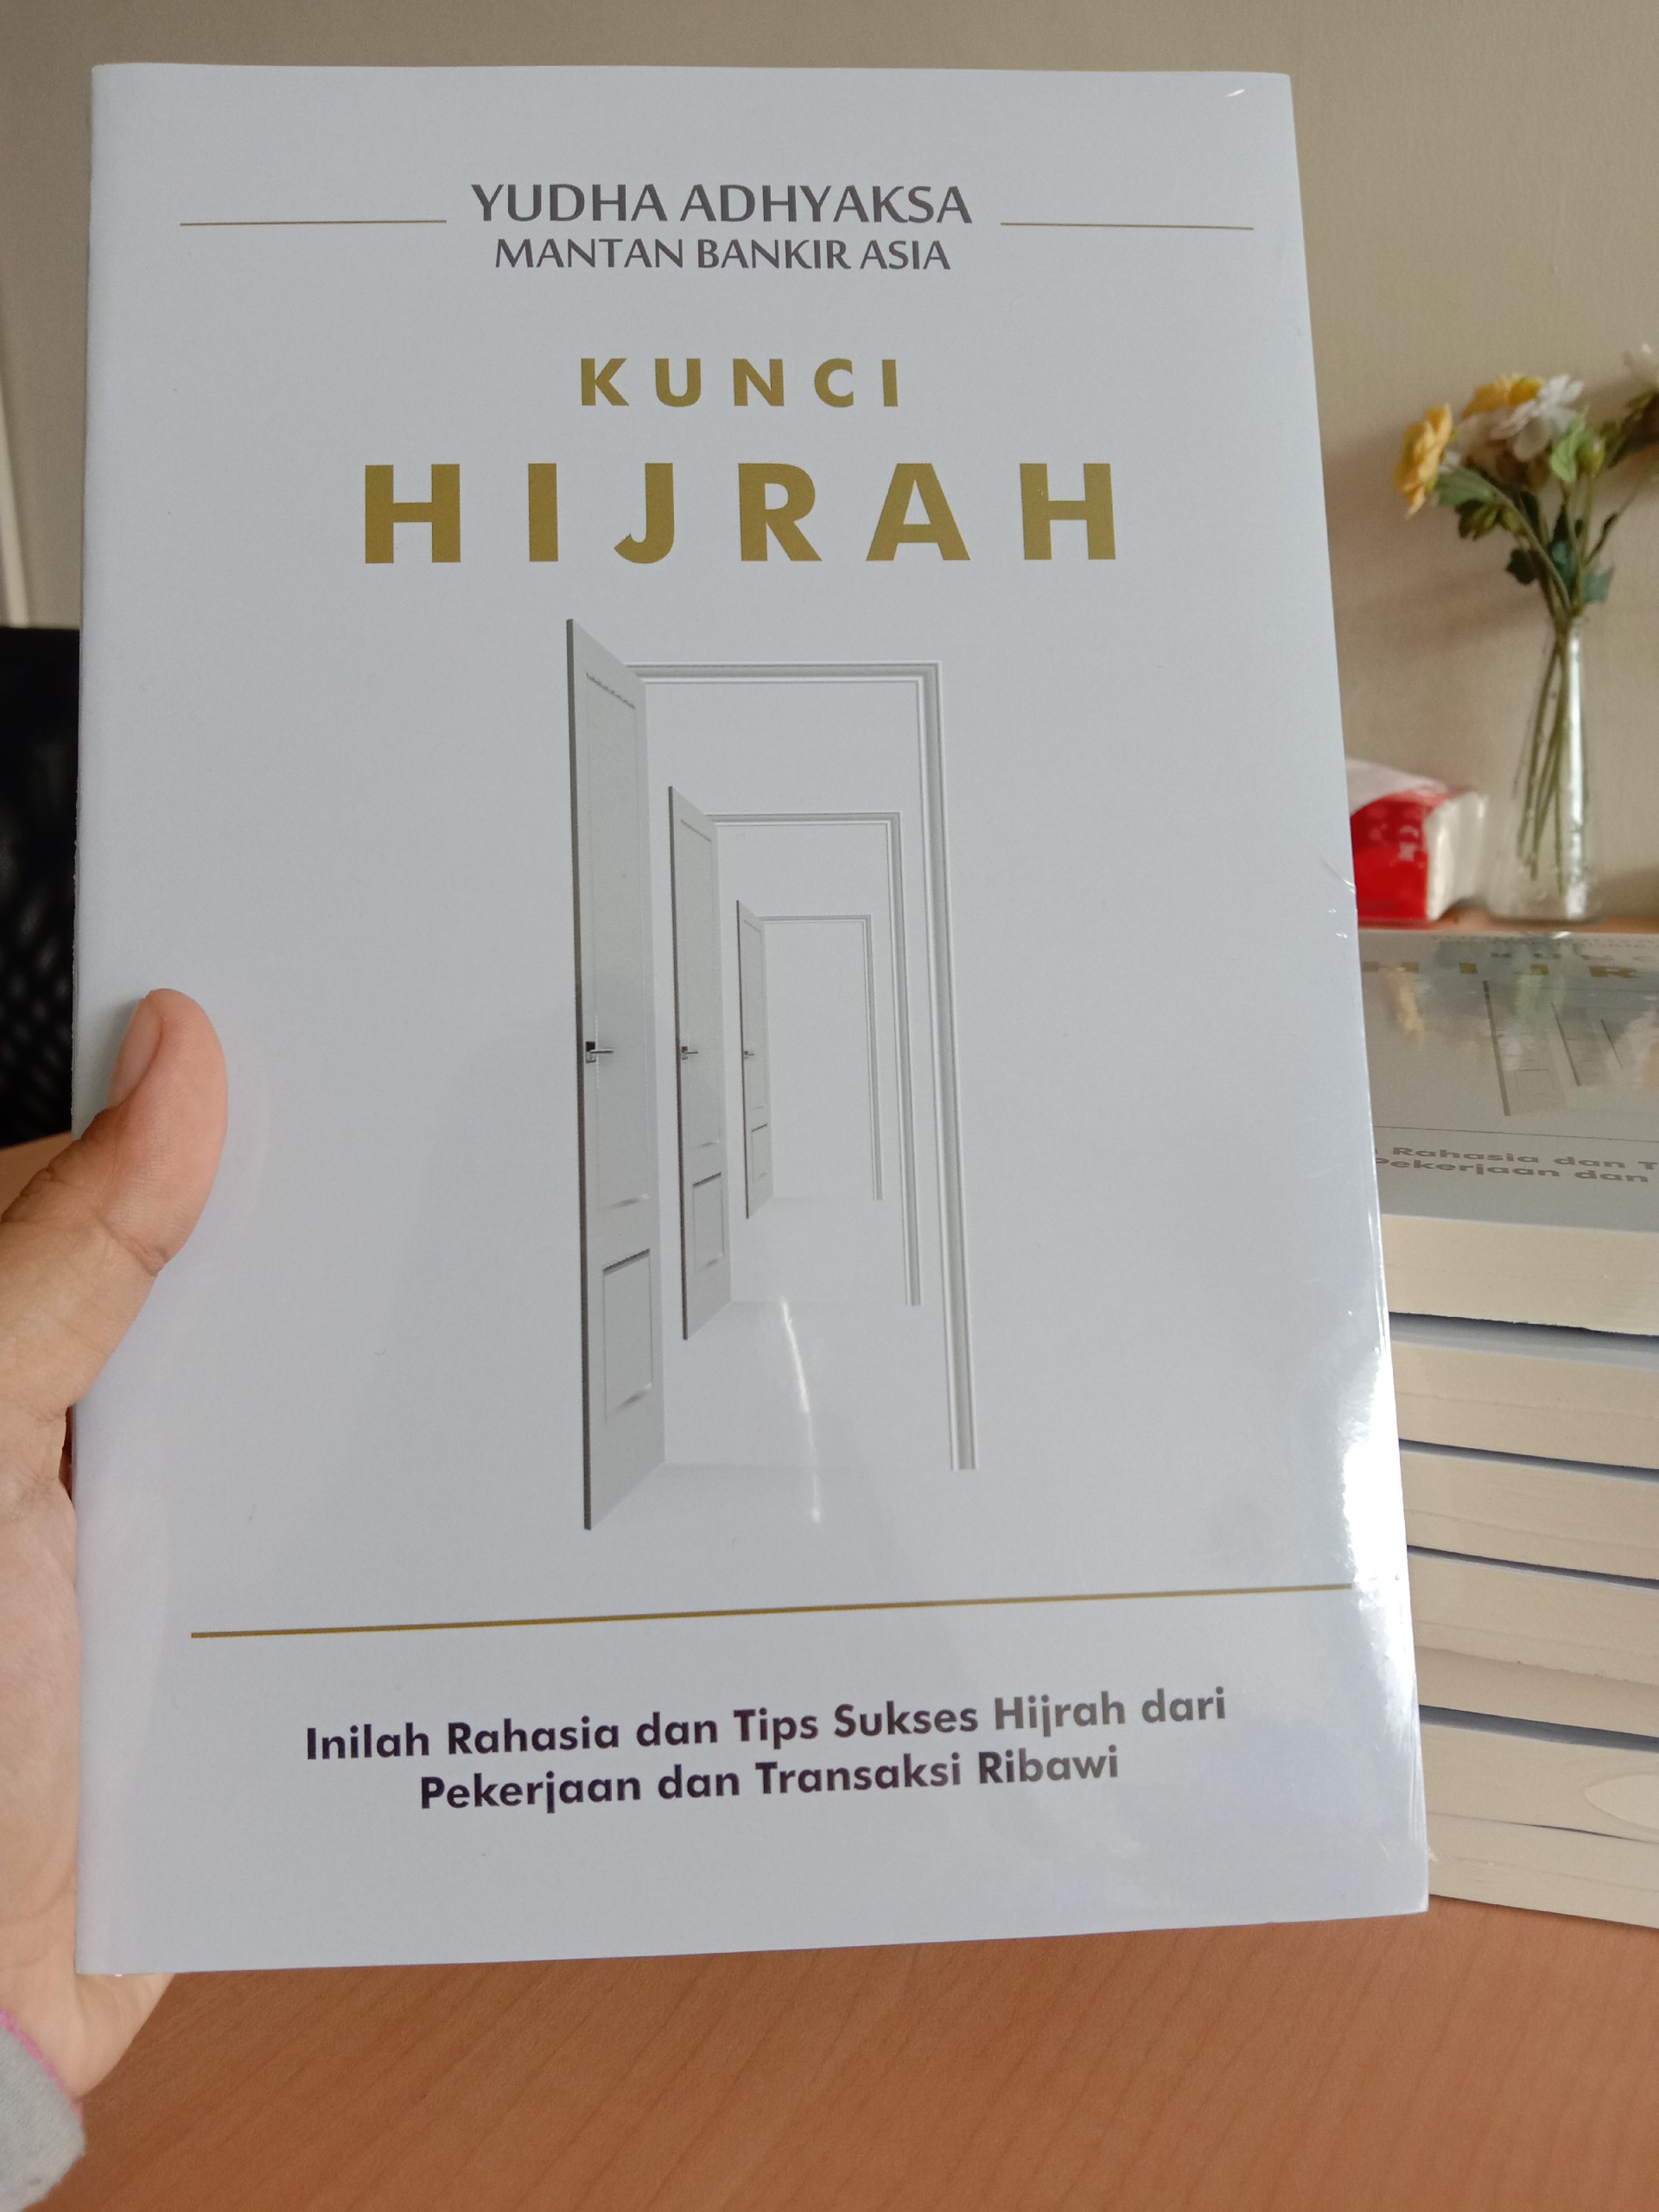 YUDHA ADHYAKSA
MANTAN BANKIR ASIA
KUNCI
HIJRAH
Inilah Rahasia dan Tips Sukses Hijrah dari
Pekerjaan dan Transaksi Ribawi
Rahasia dan
Pekerjaan dan